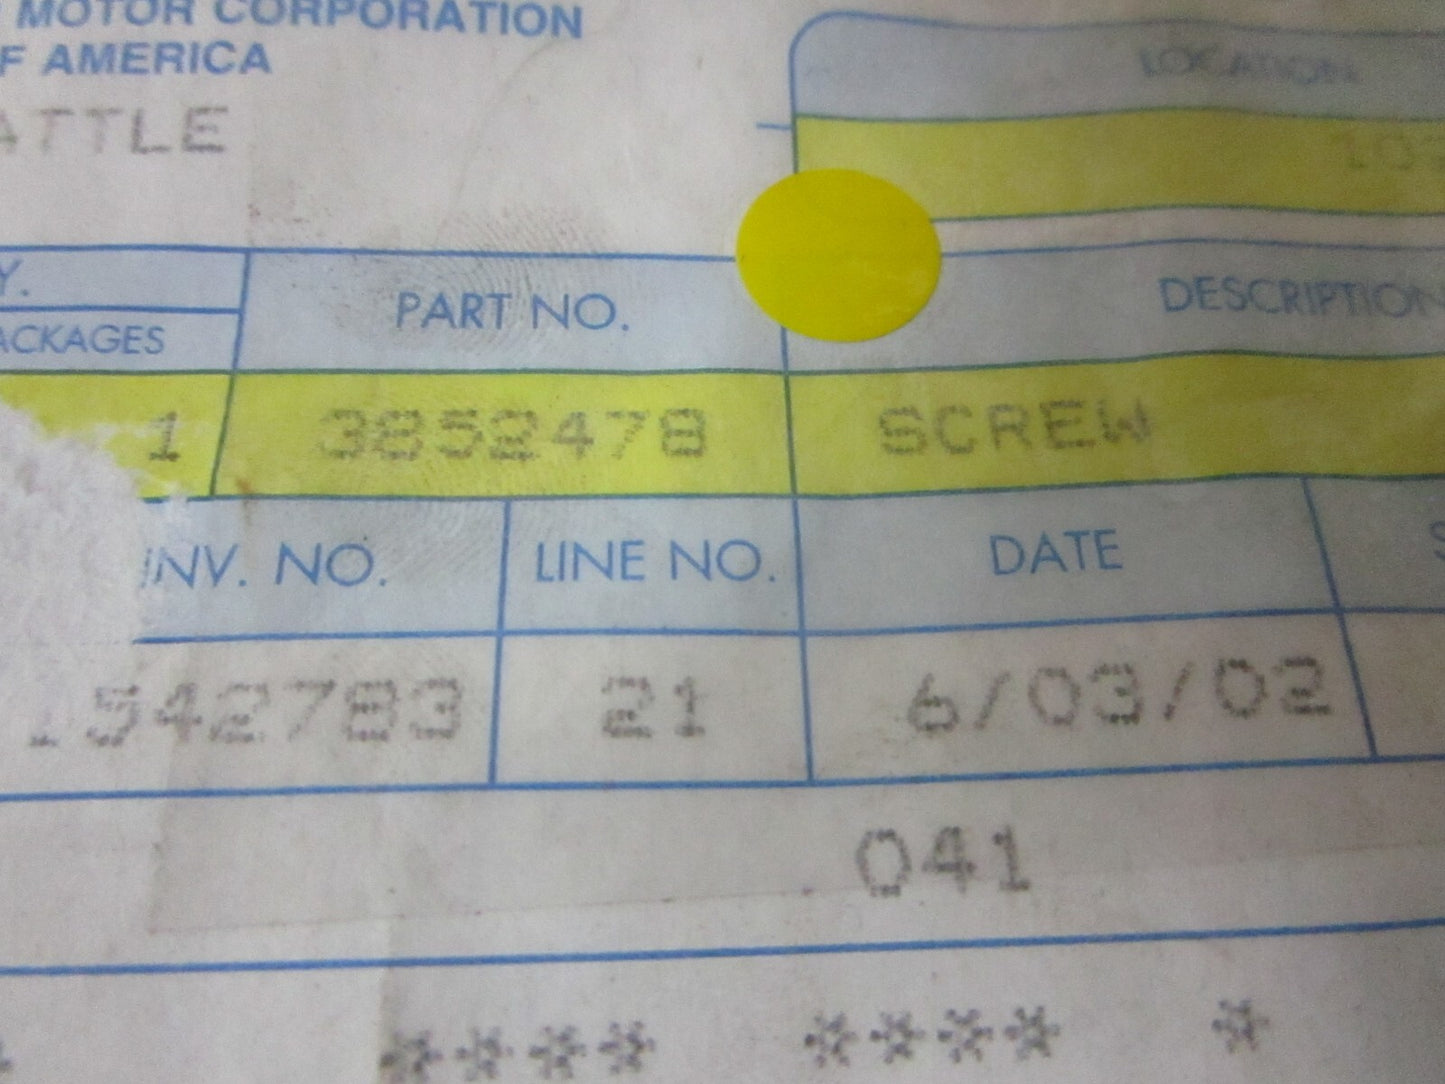 MOTOR CORPORATION
F AMERICA
ATTLE
LOCATION
Y.
ACKAGES
PART NO.
DESCRIPTION
1 3852478 SCREW
INV. NO. LINE NO. DATE S
1542783 21 6/03/02
041
**** **** *